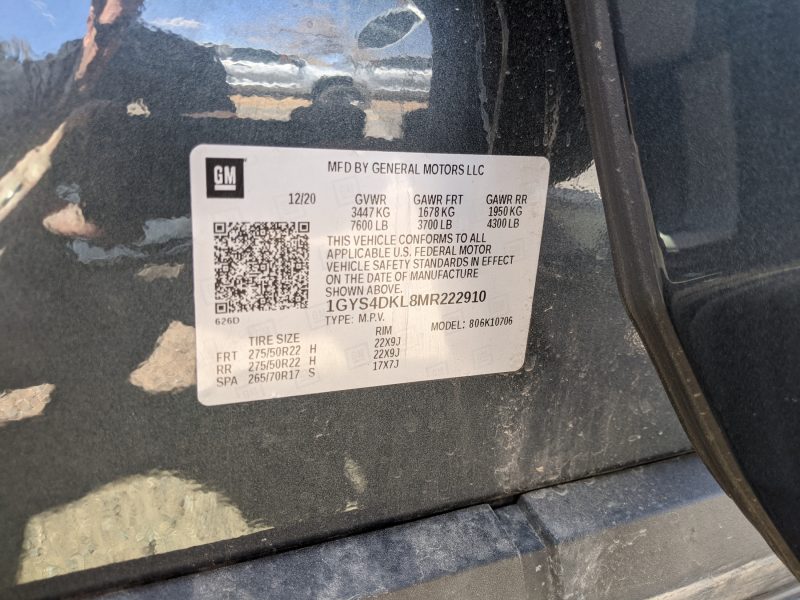 GM
MFD BY GENERAL MOTORS LLC
12/20 GVWR GAWR FRT GAWR RR
3447 KG 1678 KG 1950 KG
7600 LB 3700 LB 4300 LB
THIS VEHICLE CONFORMS TO ALL
APPLICABLE U.S. FEDERAL MOTOR
VEHICLE SAFETY STANDARDS IN EFFECT
ON THE DATE OF MANUFACTURE
SHOWN ABOVE.
626D
1GYS4DKL8MR222910
TYPE: M.P.V. MODEL: 806K10706
TIRE SIZE RIM
FRT 275/50R22 H 22X9J
RR 275/50R22 H 22X9J
SPA 265/70R17 S 17X7J